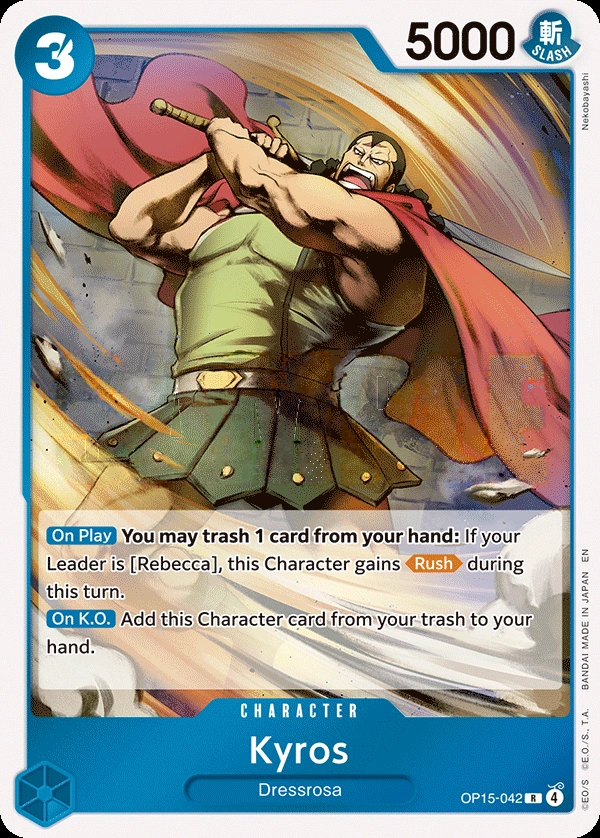 3
5000
斬
SLASH
Nekobayashi
On Play You may trash 1 card from your hand: If your
Leader is [Rebecca], this Character gains Rush during
this turn.
On K.O. Add this Character card from your trash to your
hand.
CHARACTER
Kyros
Dressrosa
OP15-042 R 4
©EO/S ©E.O./S., T.A. BANDAI MADE IN JAPAN EN